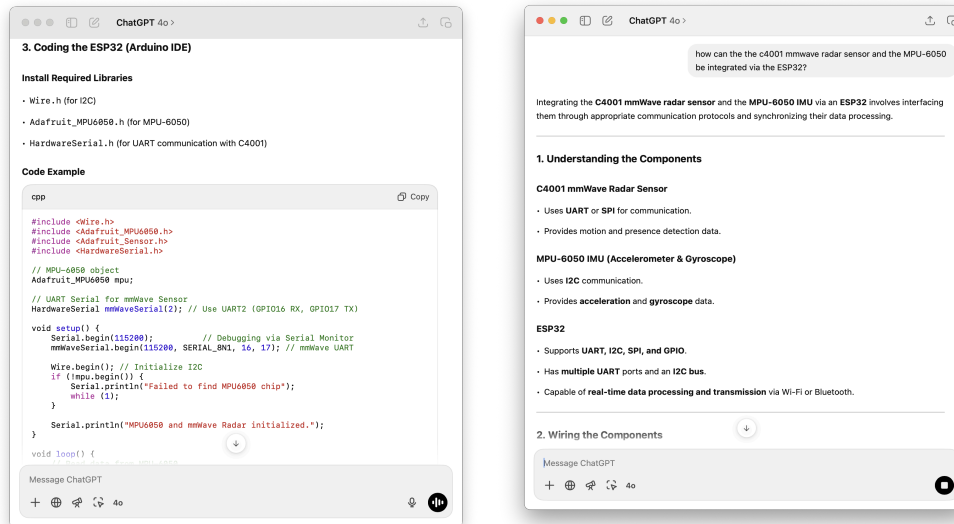 ChatGPT 4o >
3. Coding the ESP32 (Arduino IDE)
Install Required Libraries
• Wire.h (for I2C)
• Adafruit_MPU6050.h (for MPU-6050)
• HardwareSerial.h (for UART communication with C4001)
Code Example
cpp
Copy
#include <Wire.h>
#include <Adafruit_MPU6050.h>
#include <Adafruit_Sensor.h>
#include <HardwareSerial.h>
// MPU-6050 object
Adafruit_MPU6050 mpu;
// UART Serial for mmWave Sensor
HardwareSerial mmWaveSerial(2); // Use UART2 (GPIO16 RX, GPIO17 TX)
void setup() {
Serial.begin(115200); // Debugging via Serial Monitor
mmWaveSerial.begin(115200, SERIAL_8N1, 16, 17); // mmWave UART
Wire.begin(); // Initialize I2C
if (!mpu.begin()) {
Serial.println("Failed to find MPU6050 chip");
while (1);
}
Serial.println("MPU6050 and mmWave Radar initialized.");
}
void loop() {
Message ChatGPT
4o
ChatGPT 4o >
how can the the c4001 mmwave radar sensor and the MPU-6050
be integrated via the ESP32?
Integrating the C4001 mmWave radar sensor and the MPU-6050 IMU via an ESP32 involves interfacing
them through appropriate communication protocols and synchronizing their data processing.
1. Understanding the Components
C4001 mmWave Radar Sensor
• Uses UART or SPI for communication.
• Provides motion and presence detection data.
MPU-6050 IMU (Accelerometer & Gyroscope)
• Uses I2C communication.
• Provides acceleration and gyroscope data.
ESP32
• Supports UART, I2C, SPI, and GPIO.
• Has multiple UART ports and an I2C bus.
• Capable of real-time data processing and transmission via Wi-Fi or Bluetooth.
2. Wiring the Components
Message ChatGPT
4o